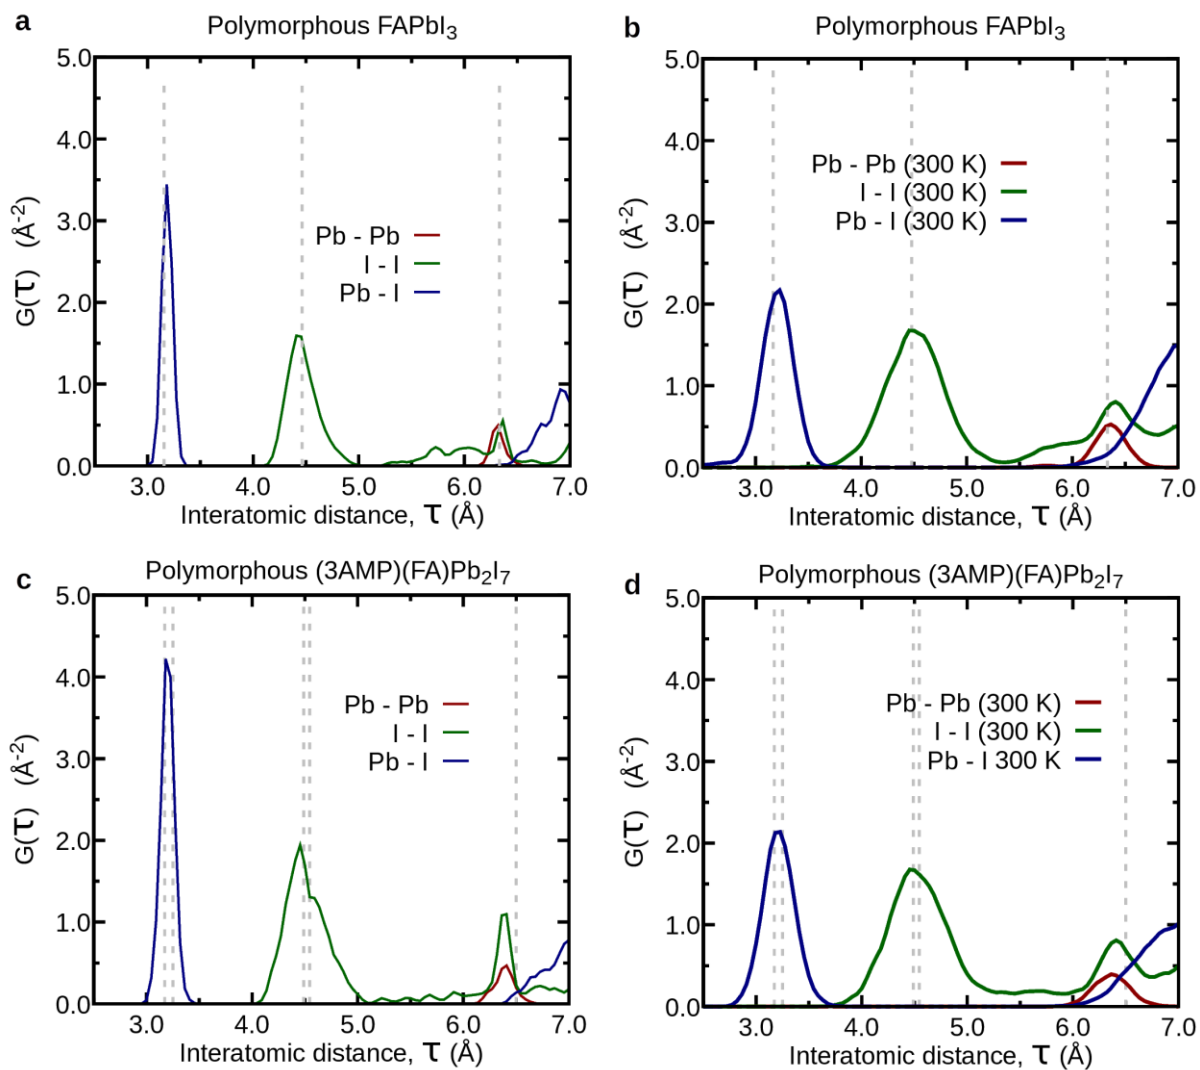 a
Polymorphous FAPbI3
5.0
4.0
3.0
2.0
1.0
0.0
G(τ) (Å-2)
Pb - Pb
I - I
Pb - I
3.0 4.0 5.0 6.0 7.0
Interatomic distance, τ (Å)
b
Polymorphous FAPbI3
5.0
4.0
3.0
2.0
1.0
0.0
G(τ) (Å-2)
Pb - Pb (300 K)
I - I (300 K)
Pb - I (300 K)
3.0 4.0 5.0 6.0 7.0
Interatomic distance, τ (Å)
c
Polymorphous (3AMP)(FA)Pb2I7
5.0
4.0
3.0
2.0
1.0
0.0
G(τ) (Å-2)
Pb - Pb
I - I
Pb - I
3.0 4.0 5.0 6.0 7.0
Interatomic distance, τ (Å)
d
Polymorphous (3AMP)(FA)Pb2I7
5.0
4.0
3.0
2.0
1.0
0.0
G(τ) (Å-2)
Pb - Pb (300 K)
I - I (300 K)
Pb - I 300 K
3.0 4.0 5.0 6.0 7.0
Interatomic distance, τ (Å)